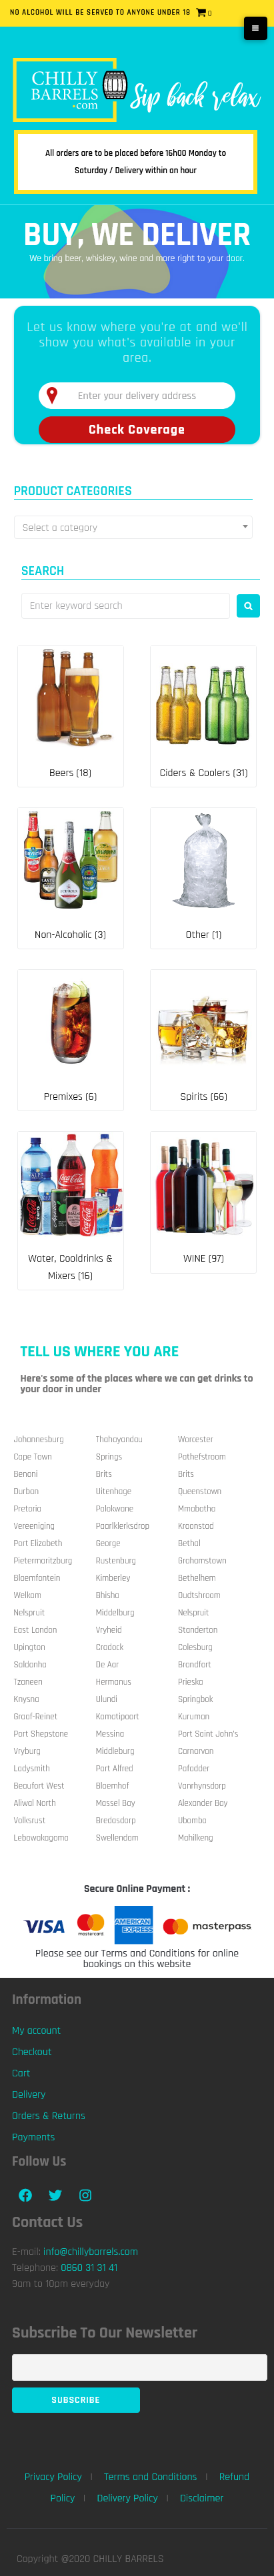 NO ALCOHOL WILL BE SERVED TO ANYONE UNDER 18 0
CHILLY
BARRELS
.com
Sip back relax
All orders are to be placed before 16h00 Monday to
Saturday / Delivery within an hour
BUY, WE DELIVER
We bring beer, whiskey, wine and more right to your door.
Let us know where you're at and we'll
show you what's available in your
area.
Enter your delivery address
Check Coverage
PRODUCT CATEGORIES
Select a category
SEARCH
Enter keyword search
Beers (18)
Ciders & Coolers (31)
Non-Alcoholic (3)
Other (1)
Premixes (6)
Spirits (66)
Water, Cooldrinks &
Mixers (16)
WINE (97)
TELL US WHERE YOU ARE
Here's some of the places where we can get drinks to
your door in under
Johannesburg Thohoyandou Worcester
Cape Town Springs Pothefstroom
Benoni Brits Brits
Durban Uitenhage Queenstown
Pretoria Polokwane Mmabatho
Vereeniging Paarlklerksdrop Kroonstad
Port Elizabeth George Bethal
Pietermaritzburg Rustenburg Grahamstown
Bloemfontein Kimberley Bethelhem
Welkom Bhisho Oudtshroom
Nelspruit Middelburg Nelspruit
East London Vryheid Standerton
Upington Cradock Colesburg
Saldanha De Aar Brandfort
Tzaneen Hermanus Prieska
Knysna Ulundi Springbok
Graaf-Reinet Komatipoort Kuruman
Port Shepstone Messina Port Saint John's
Vryburg Middleburg Carnarvon
Ladysmith Port Alfred Pofadder
Beaufort West Bloemhof Vanrhynsdorp
Aliwal North Mossel Bay Alexander Bay
Volksrust Bredasdorp Ubombo
Lebowakogomo Swellendam Mahilkeng
Secure Online Payment :
VISA mastercard AMERICAN EXPRESS masterpass
Please see our Terms and Conditions for online
bookings on this website
Information
My account
Checkout
Cart
Delivery
Orders & Returns
Payments
Follow Us
Contact Us
E-mail: info@chillybarrels.com
Telephone: 0860 31 31 41
9am to 10pm everyday
Subscribe To Our Newsletter
SUBSCRIBE
Privacy Policy | Terms and Conditions | Refund
Policy | Delivery Policy | Disclaimer
Copyright @2020 CHILLY BARRELS